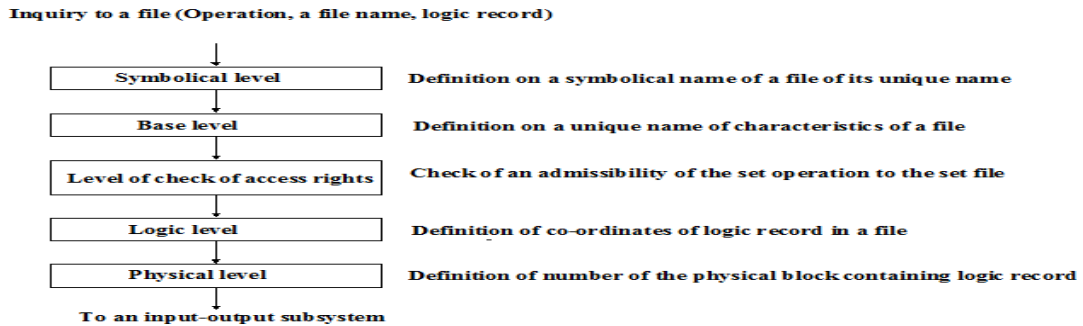 Inquiry to a file (Operation, a file name, logic record)
Symbolical level
Definition on a symbolical name of a file of its unique name
Base level
Definition on a unique name of characteristics of a file
Level of check of access rights
Check of an admissibility of the set operation to the set file
Logic level
Definition of co-ordinates of logic record in a file
Physical level
Definition of number of the physical block containing logic record
To an input-output subsystem